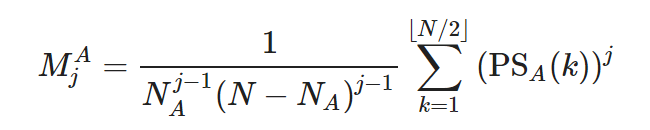 $M_j^A = \frac{1}{N_A^{j-1}(N - N_A)^{j-1}} \sum_{k=1}^{\lfloor N/2 \rfloor} (\mathrm{PS}_A(k))^j$